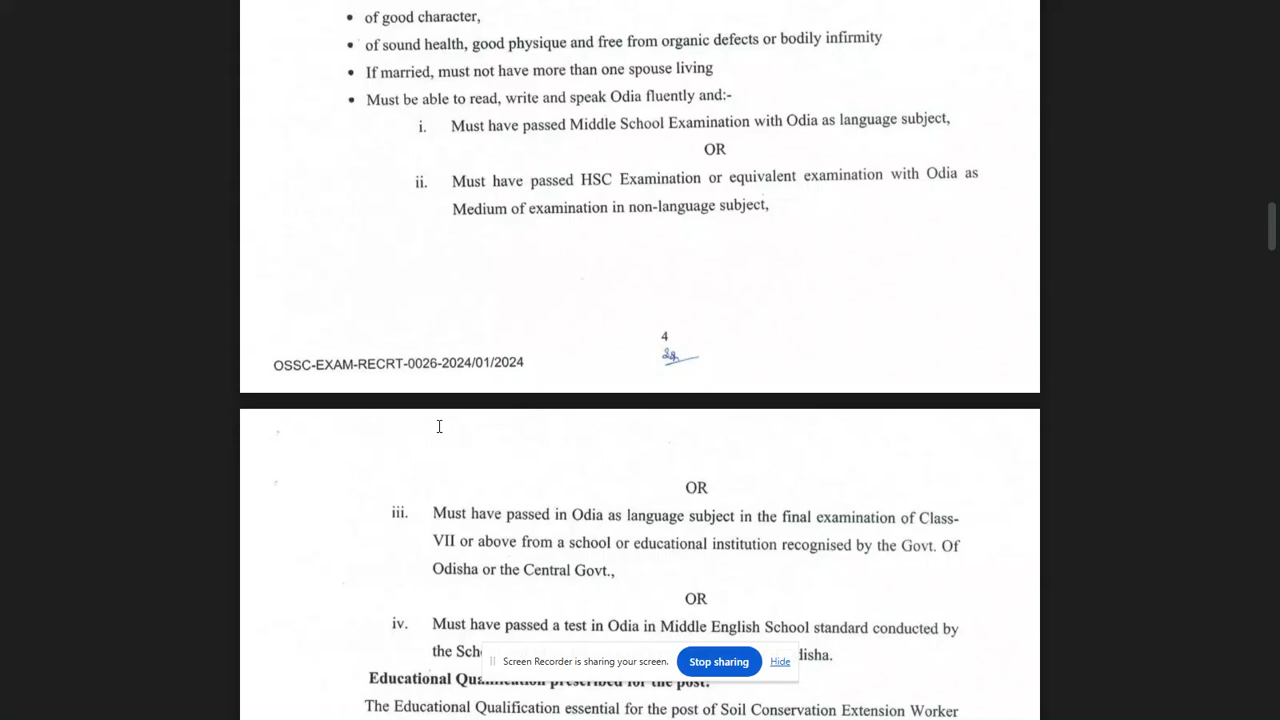 of good character,
of sound health, good physique and free from organic defects or bodily infirmity
If married, must not have more than one spouse living
Must be able to read, write and speak Odia fluently and:-
i. Must have passed Middle School Examination with Odia as language subject,
OR
ii. Must have passed HSC Examination or equivalent examination with Odia as
Medium of examination in non-language subject,
4
OSSC-EXAM-RECRT-0026-2024/01/2024
OR
iii. Must have passed in Odia as language subject in the final examination of Class-
VII or above from a school or educational institution recognised by the Govt. Of
Odisha or the Central Govt.,
OR
iv. Must have passed a test in Odia in Middle English School standard conducted by
the
Screen Recorder is sharing your screen. Stop sharing Hide
Educational prescribed for the post:
The Educational Qualification essential for the post of Soil Conservation Extension Worker